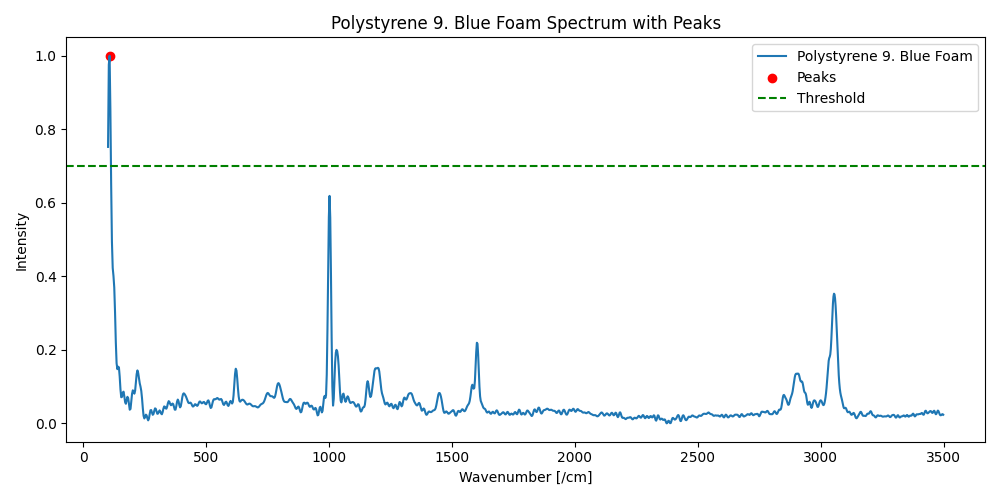 Polystyrene 9. Blue Foam Spectrum with Peaks
Polystyrene 9. Blue Foam
Peaks
Threshold
1.0
0.8
0.6
0.4
0.2
0.0
Intensity
0 500 1000 1500 2000 2500 3000 3500
Wavenumber [/cm]